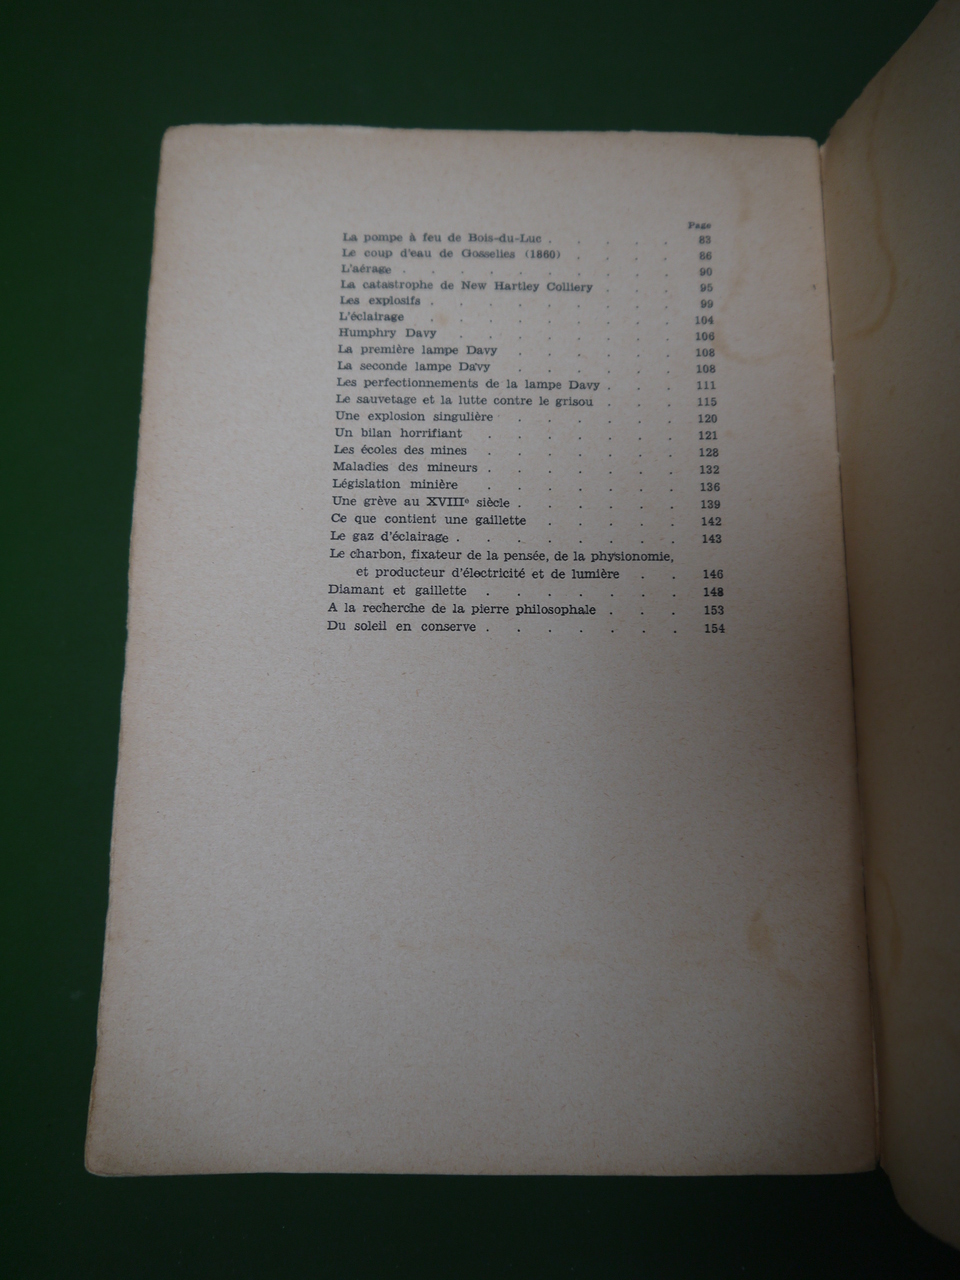 Page
La pompe à feu de Bois-du-Luc . . . . . 83
Le coup d'eau de Gosselies (1860) . . . . 86
L'aérage . . . . . . . . . 90
La catastrophe de New Hartley Colliery . . . 95
Les explosifs . . . . . . . . . 99
L'éclairage . . . . . . . . . 104
Humphry Davy . . . . . . . . 106
La première lampe Davy . . . . . . 108
La seconde lampe Davy . . . . . . 108
Les perfectionnements de la lampe Davy . . . 111
Le sauvetage et la lutte contre le grisou . . . 115
Une explosion singulière . . . . . . 120
Un bilan horrifiant . . . . . . . 121
Les écoles des mines . . . . . . . 128
Maladies des mineurs . . . . . . . 132
Législation minière . . . . . . . 136
Une grève au XVIIIe siècle . . . . . . 139
Ce que contient une gaillette . . . . . 142
Le gaz d'éclairage . . . . . . . . 143
Le charbon, fixateur de la pensée, de la physionomie,
et producteur d'électricité et de lumière . . 146
Diamant et gaillette . . . . . . . 148
A la recherche de la pierre philosophale . . . 153
Du soleil en conserve . . . . . . . 154